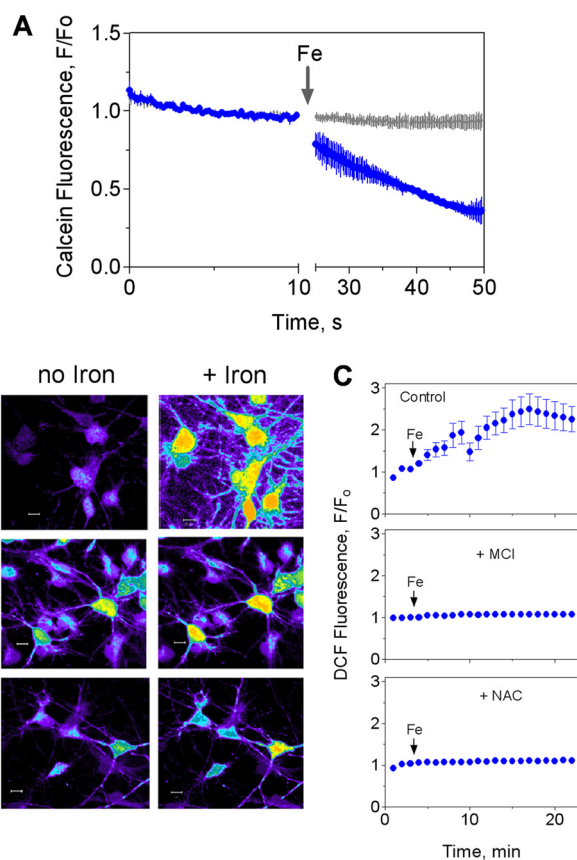 A
Calcein Fluorescence, F/Fo
1.5
1.0
0.5
0.0
Fe
0
10
30
40
50
Time, s
no Iron
+ Iron
C
DCF Fluorescence, F/Fo
3
2
1
0
Control
Fe
3
2
1
0
+ MCI
Fe
3
2
1
0
+ NAC
Fe
0
10
20
Time, min